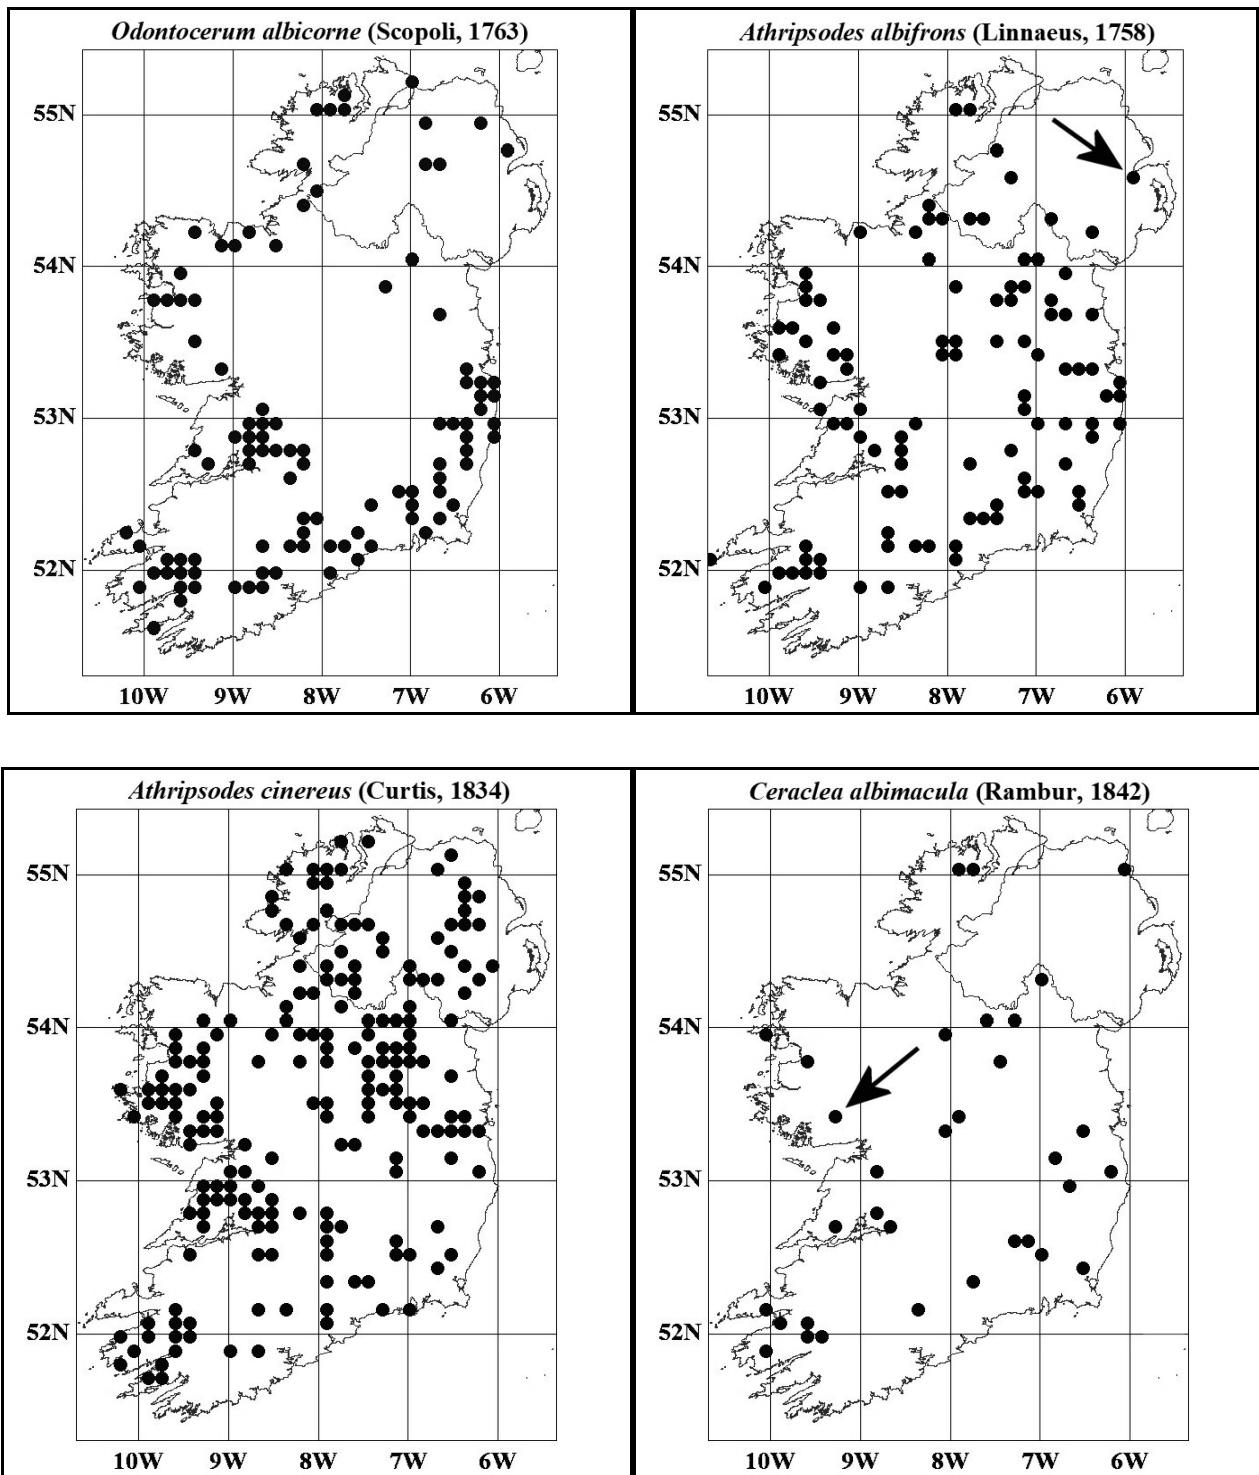 Odontocerum albicorne (Scopoli, 1763)
55N
54N
53N
52N
10W 9W 8W 7W 6W
Athripsodes albifrons (Linnaeus, 1758)
55N
54N
53N
52N
10W 9W 8W 7W 6W
Athripsodes cinereus (Curtis, 1834)
55N
54N
53N
52N
10W 9W 8W 7W 6W
Ceraclea albimacula (Rambur, 1842)
55N
54N
53N
52N
10W 9W 8W 7W 6W